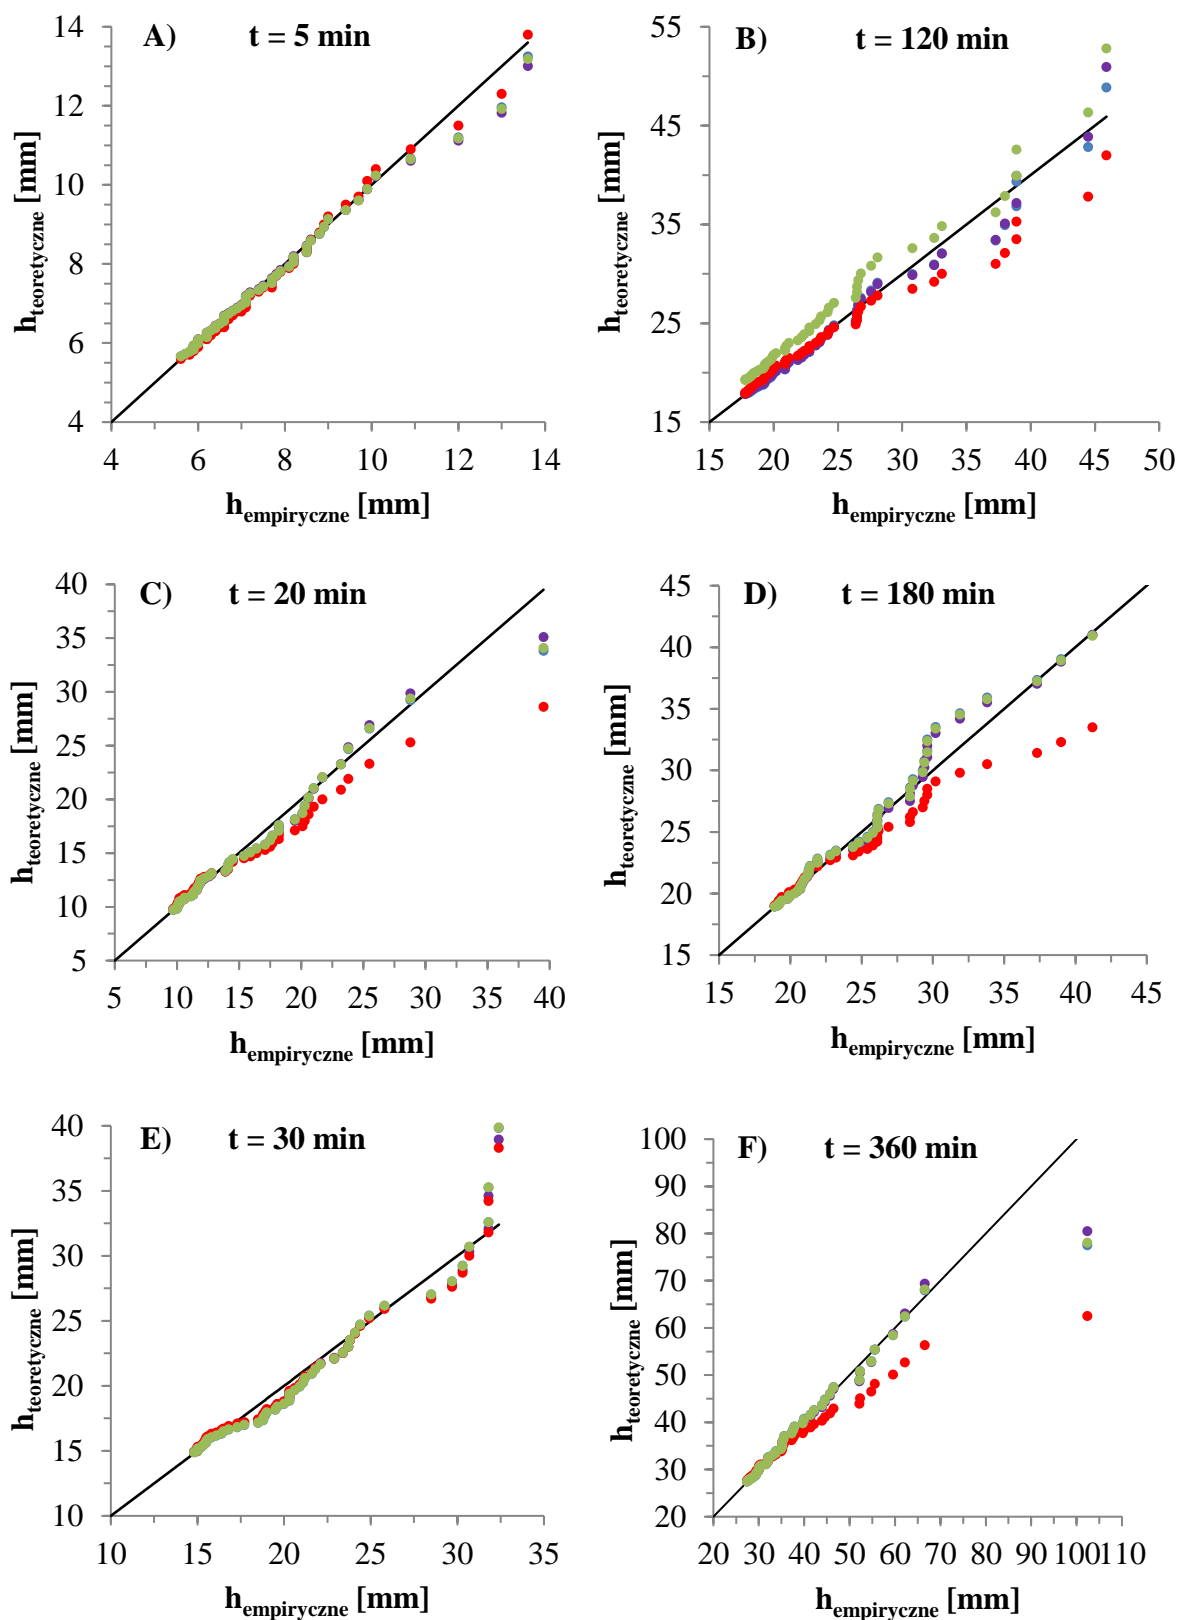 A) t = 5 min
14
12
10
8
6
4
h teoretyczne [mm]
4 6 8 10 12 14
h empiryczne [mm]
B) t = 120 min
45
35
25
15
h teoretyczne [mm]
15 20 25 30 35 40 45 50
h empiryczne [mm]
C) t = 20 min
40
35
30
25
20
15
10
5
h teoretyczne [mm]
5 10 15 20 25 30 35 40
h empiryczne [mm]
D) t = 180 min
45
40
35
30
25
20
15
h teoretyczne [mm]
15 20 25 30 35 40 45
h empiryczne [mm]
E) t = 30 min
40
35
30
25
20
15
10
h teoretyczne [mm]
10 15 20 25 30 35
h empiryczne [mm]
F) t = 360 min
100
90
80
70
60
50
40
30
20
h teoretyczne [mm]
20 30 40 50 60 70 80 90 100 110
h empiryczne [mm]